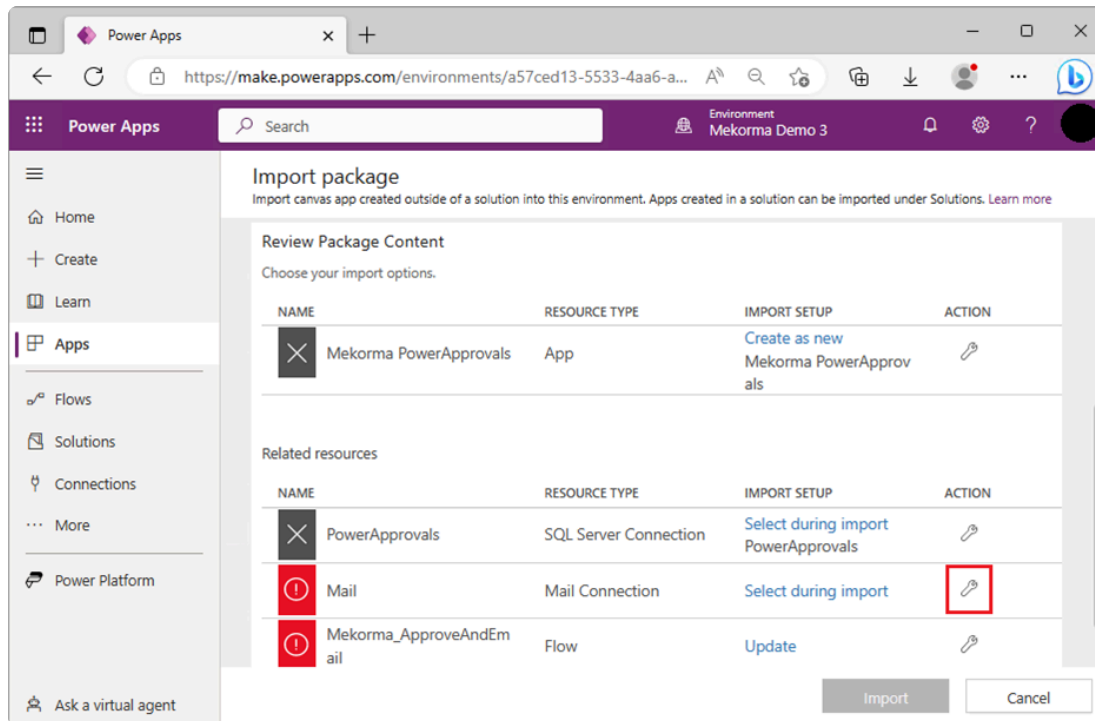 Power Apps
https://make.powerapps.com/environments/a57ced13-5533-4aa6-a...
Power Apps
Search
Environment
Mekorma Demo 3
Import package
Import canvas app created outside of a solution into this environment. Apps created in a solution can be imported under Solutions. Learn more
Home
Create
Learn
Apps
Flows
Solutions
Connections
More
Power Platform
Ask a virtual agent
Review Package Content
Choose your import options.
NAME RESOURCE TYPE IMPORT SETUP ACTION
Mekorma PowerApprovals App Create as new
Mekorma PowerApprov
als
Related resources
NAME RESOURCE TYPE IMPORT SETUP ACTION
PowerApprovals SQL Server Connection Select during import
PowerApprovals
Mail Mail Connection Select during import
Mekorma_ApproveAndEm
ail Flow Update
Import Cancel